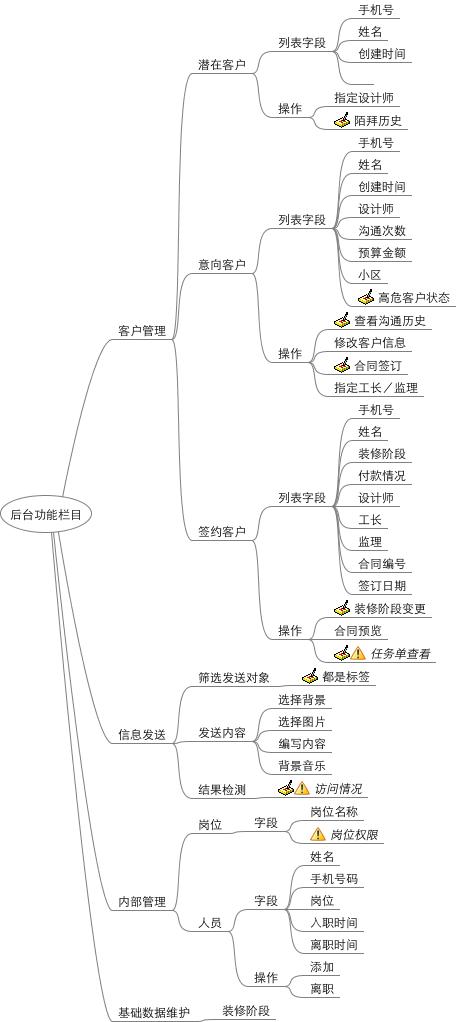 后台功能栏目
客户管理
潜在客户
列表字段
手机号
姓名
创建时间
操作
指定设计师
陌拜历史
意向客户
列表字段
手机号
姓名
创建时间
设计师
沟通次数
预算金额
小区
高危客户状态
操作
查看沟通历史
修改客户信息
合同签订
指定工长／监理
签约客户
列表字段
手机号
姓名
装修阶段
付款情况
设计师
工长
监理
合同编号
签订日期
操作
装修阶段变更
合同预览
任务单查看
信息发送
筛选发送对象
都是标签
发送内容
选择背景
选择图片
编写内容
背景音乐
结果检测
访问情况
内部管理
岗位
字段
岗位名称
岗位权限
人员
字段
姓名
手机号码
岗位
入职时间
离职时间
操作
添加
离职
基础数据维护
装修阶段